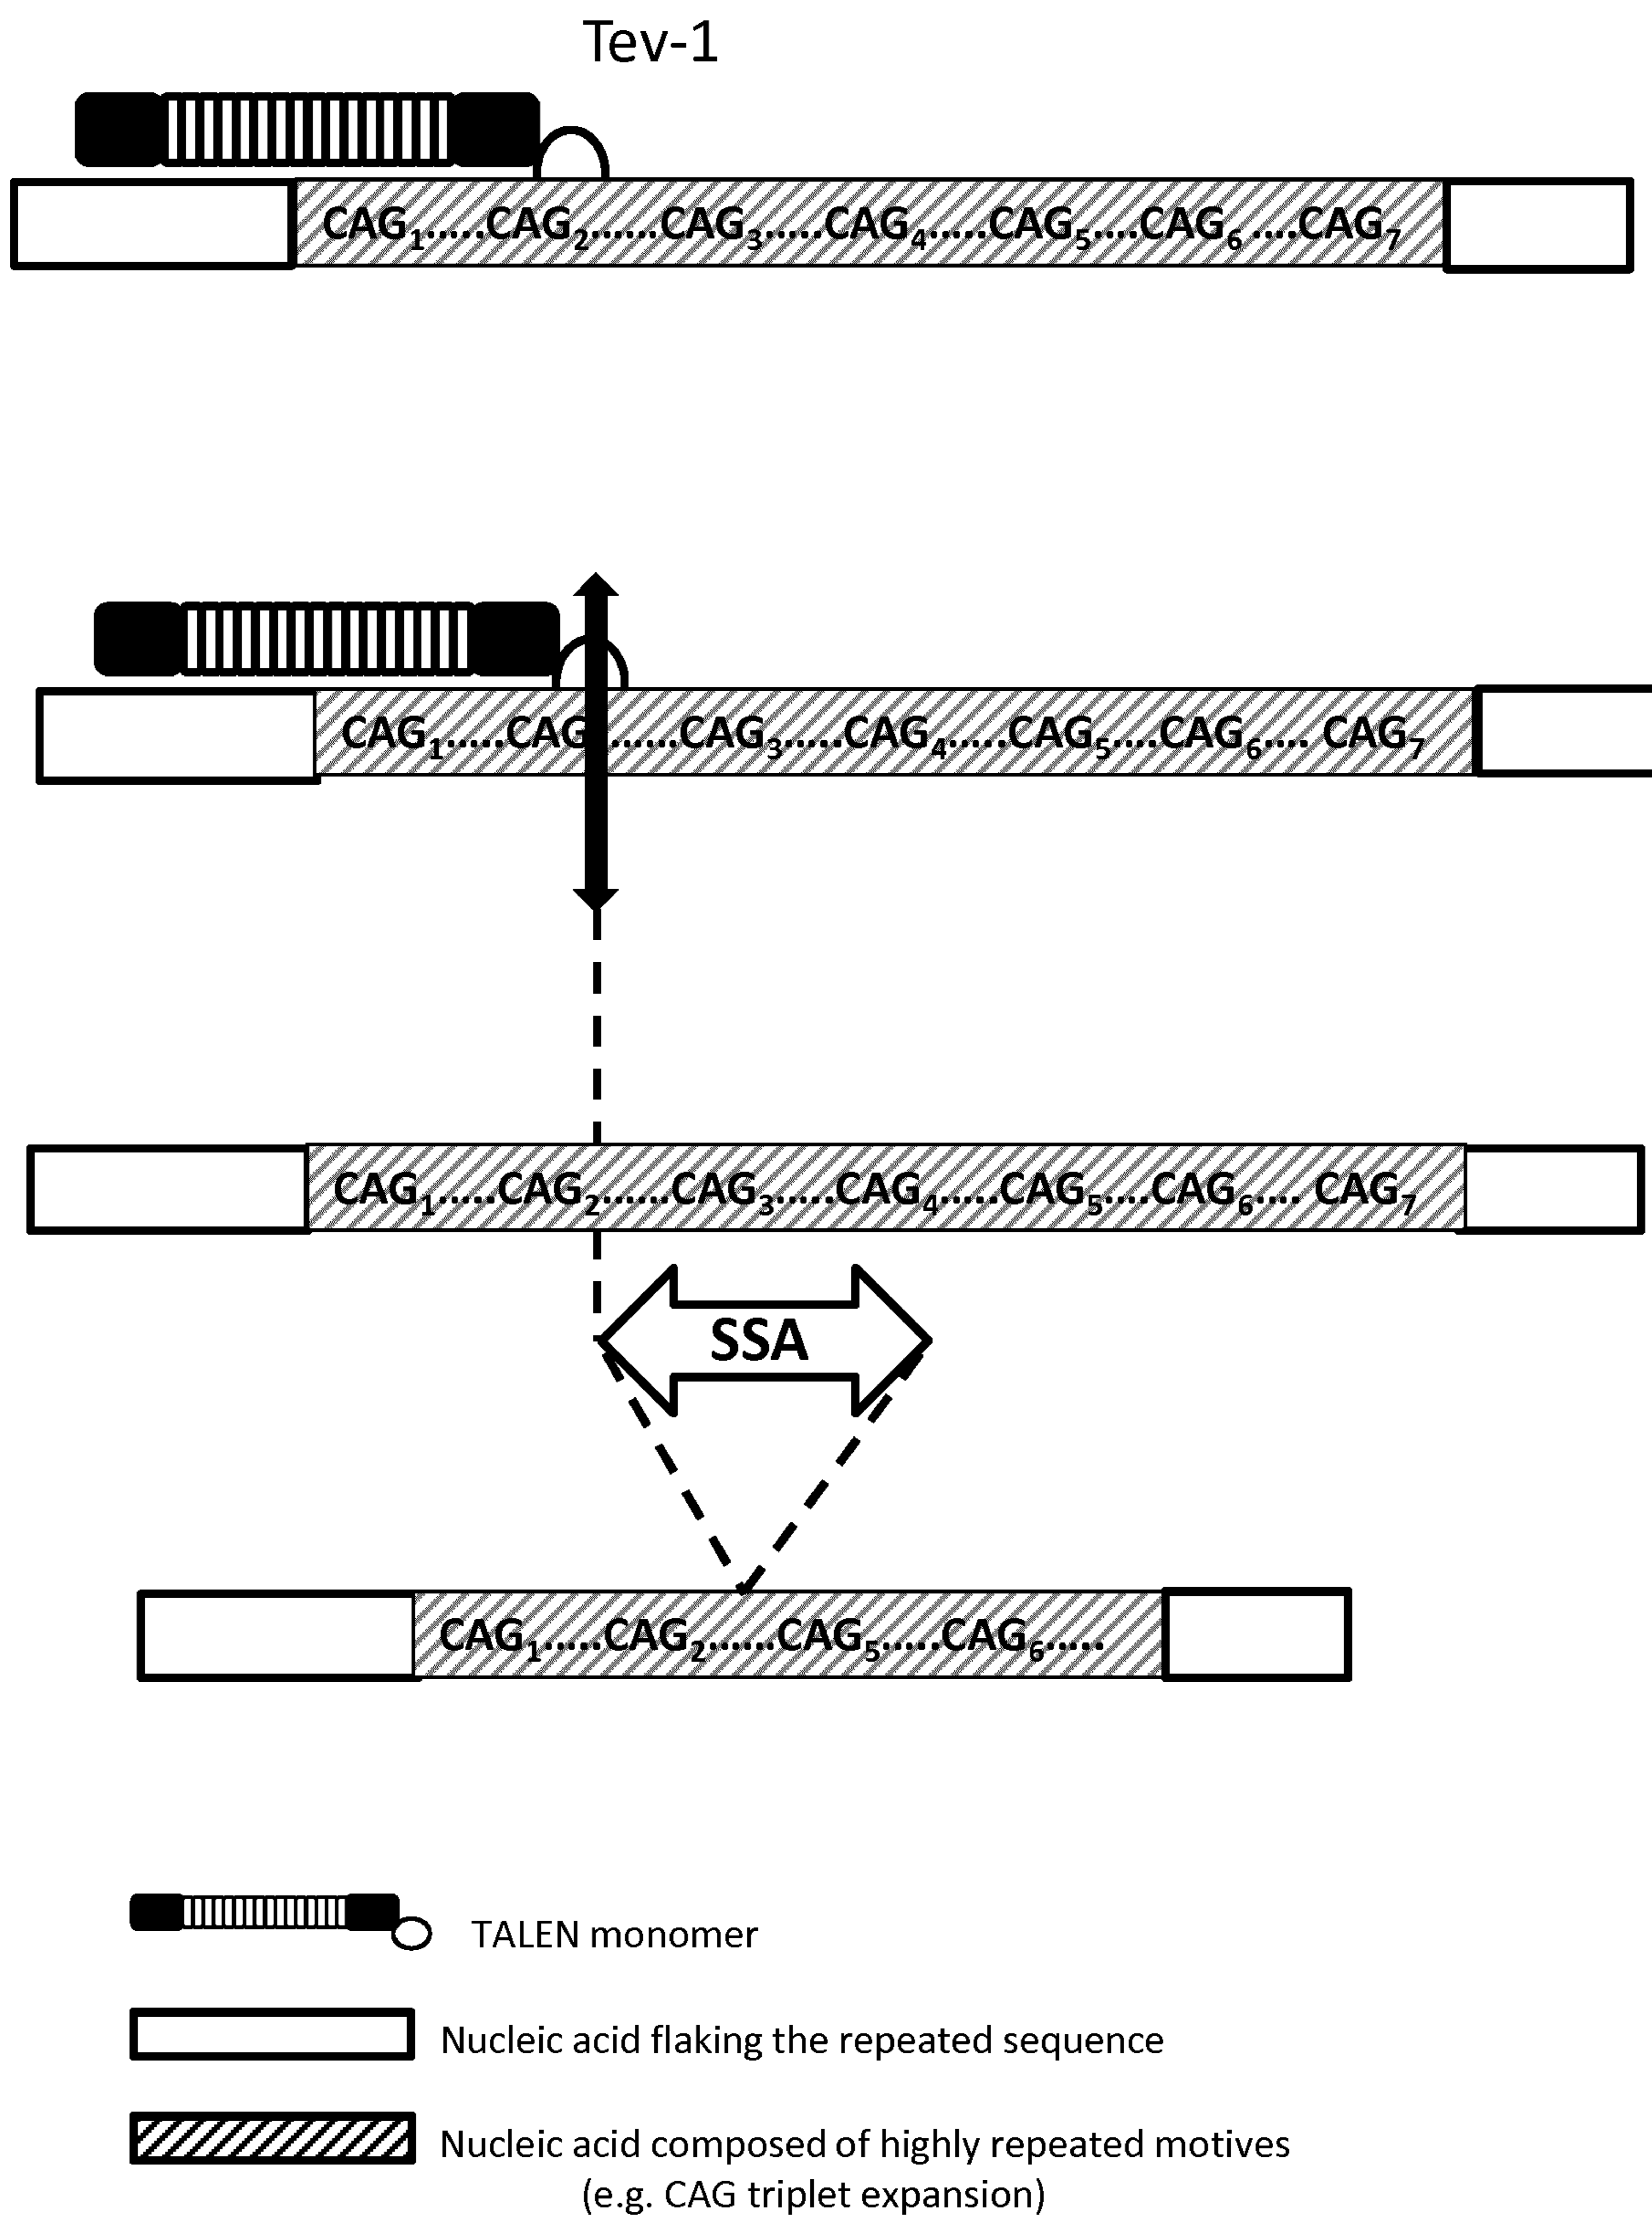 Tev-1
CAG1.....CAG2......CAG3.....CAG4.....CAG5....CAG6 ....CAG7
CAG1.....CAG ......CAG3.....CAG4.....CAG5....CAG6.... CAG7
CAG1.....CAG2......CAG3.....CAG4.....CAG5....CAG6.... CAG7
SSA
CAG1.....CAG2......CAG5.....CAG6.....
TALEN monomer
Nucleic acid flaking the repeated sequence
Nucleic acid composed of highly repeated motives
(e.g. CAG triplet expansion)